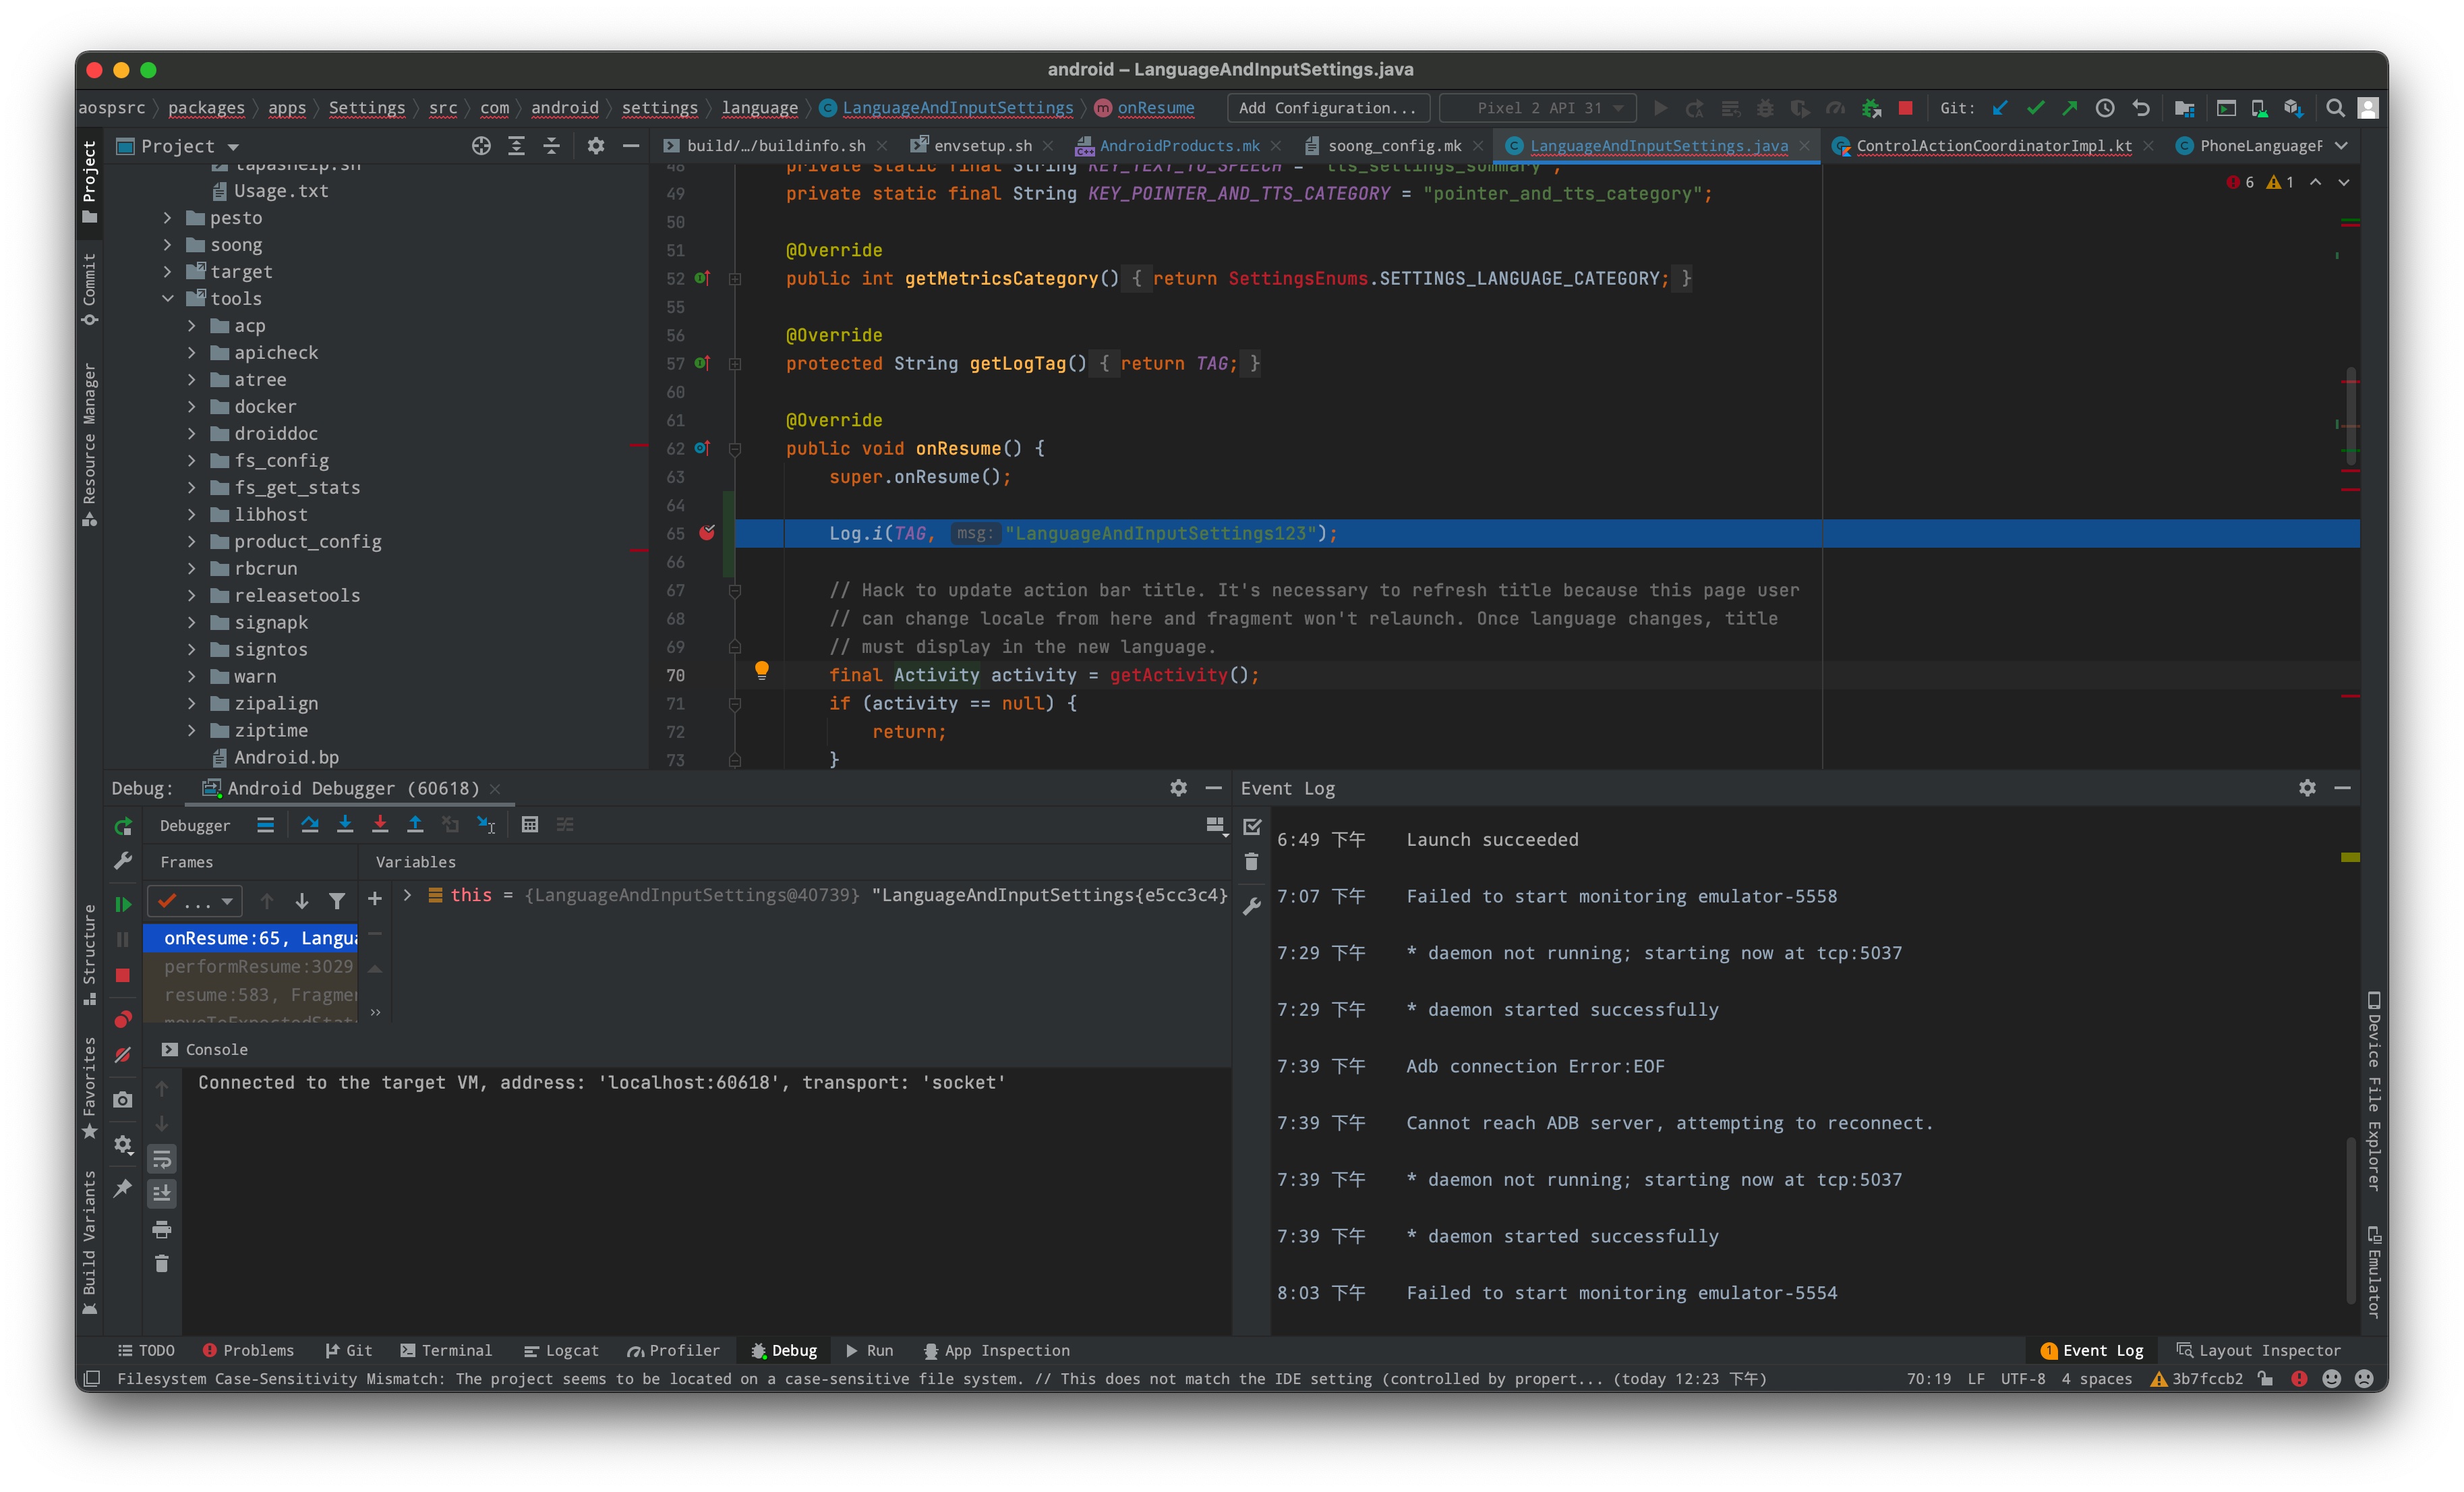 android – LanguageAndInputSettings.java
aospsrc packages apps Settings src com android settings language LanguageAndInputSettings onResume Add Configuration... Pixel 2 API 31 Git:
Project
build/…/buildinfo.sh envsetup.sh AndroidProducts.mk soong_config.mk LanguageAndInputSettings.java ControlActionCoordinatorImpl.kt PhoneLanguageP
Project
Commit
Resource Manager
Structure
Favorites
Build Variants
tapashelp.sh
Usage.txt
pesto
soong
target
tools
acp
apicheck
atree
docker
droiddoc
fs_config
fs_get_stats
libhost
product_config
rbcrun
releasetools
signapk
signtos
warn
zipalign
ziptime
Android.bp
6 1
48 private static final String KEY_TEXT_TO_SPEECH = "tts_settings_summary";
49 private static final String KEY_POINTER_AND_TTS_CATEGORY = "pointer_and_tts_category";
50
51 @Override
52 public int getMetricsCategory() { return SettingsEnums.SETTINGS_LANGUAGE_CATEGORY; }
55
56 @Override
57 protected String getLogTag() { return TAG; }
60
61 @Override
62 public void onResume() {
63 super.onResume();
64
65 Log.i(TAG, msg: "LanguageAndInputSettings123");
66
67 // Hack to update action bar title. It's necessary to refresh title because this page user
68 // can change locale from here and fragment won't relaunch. Once language changes, title
69 // must display in the new language.
70 final Activity activity = getActivity();
71 if (activity == null) {
72 return;
73 }
Debug: Android Debugger (60618)
Debugger
Frames Variables
...
this = {LanguageAndInputSettings@40739} "LanguageAndInputSettings{e5cc3c4}
onResume:65, Langua
performResume:3029
resume:583, Fragme
moveToExpectedStat
Console
Connected to the target VM, address: 'localhost:60618', transport: 'socket'
Event Log
6:49 下午 Launch succeeded
7:07 下午 Failed to start monitoring emulator-5558
7:29 下午 * daemon not running; starting now at tcp:5037
7:29 下午 * daemon started successfully
7:39 下午 Adb connection Error:EOF
7:39 下午 Cannot reach ADB server, attempting to reconnect.
7:39 下午 * daemon not running; starting now at tcp:5037
7:39 下午 * daemon started successfully
8:03 下午 Failed to start monitoring emulator-5554
Device File Explorer
Emulator
TODO Problems Git Terminal Logcat Profiler Debug Run App Inspection 1 Event Log Layout Inspector
Filesystem Case-Sensitivity Mismatch: The project seems to be located on a case-sensitive file system. // This does not match the IDE setting (controlled by propert... (today 12:23 下午) 70:19 LF UTF-8 4 spaces 3b7fccb2